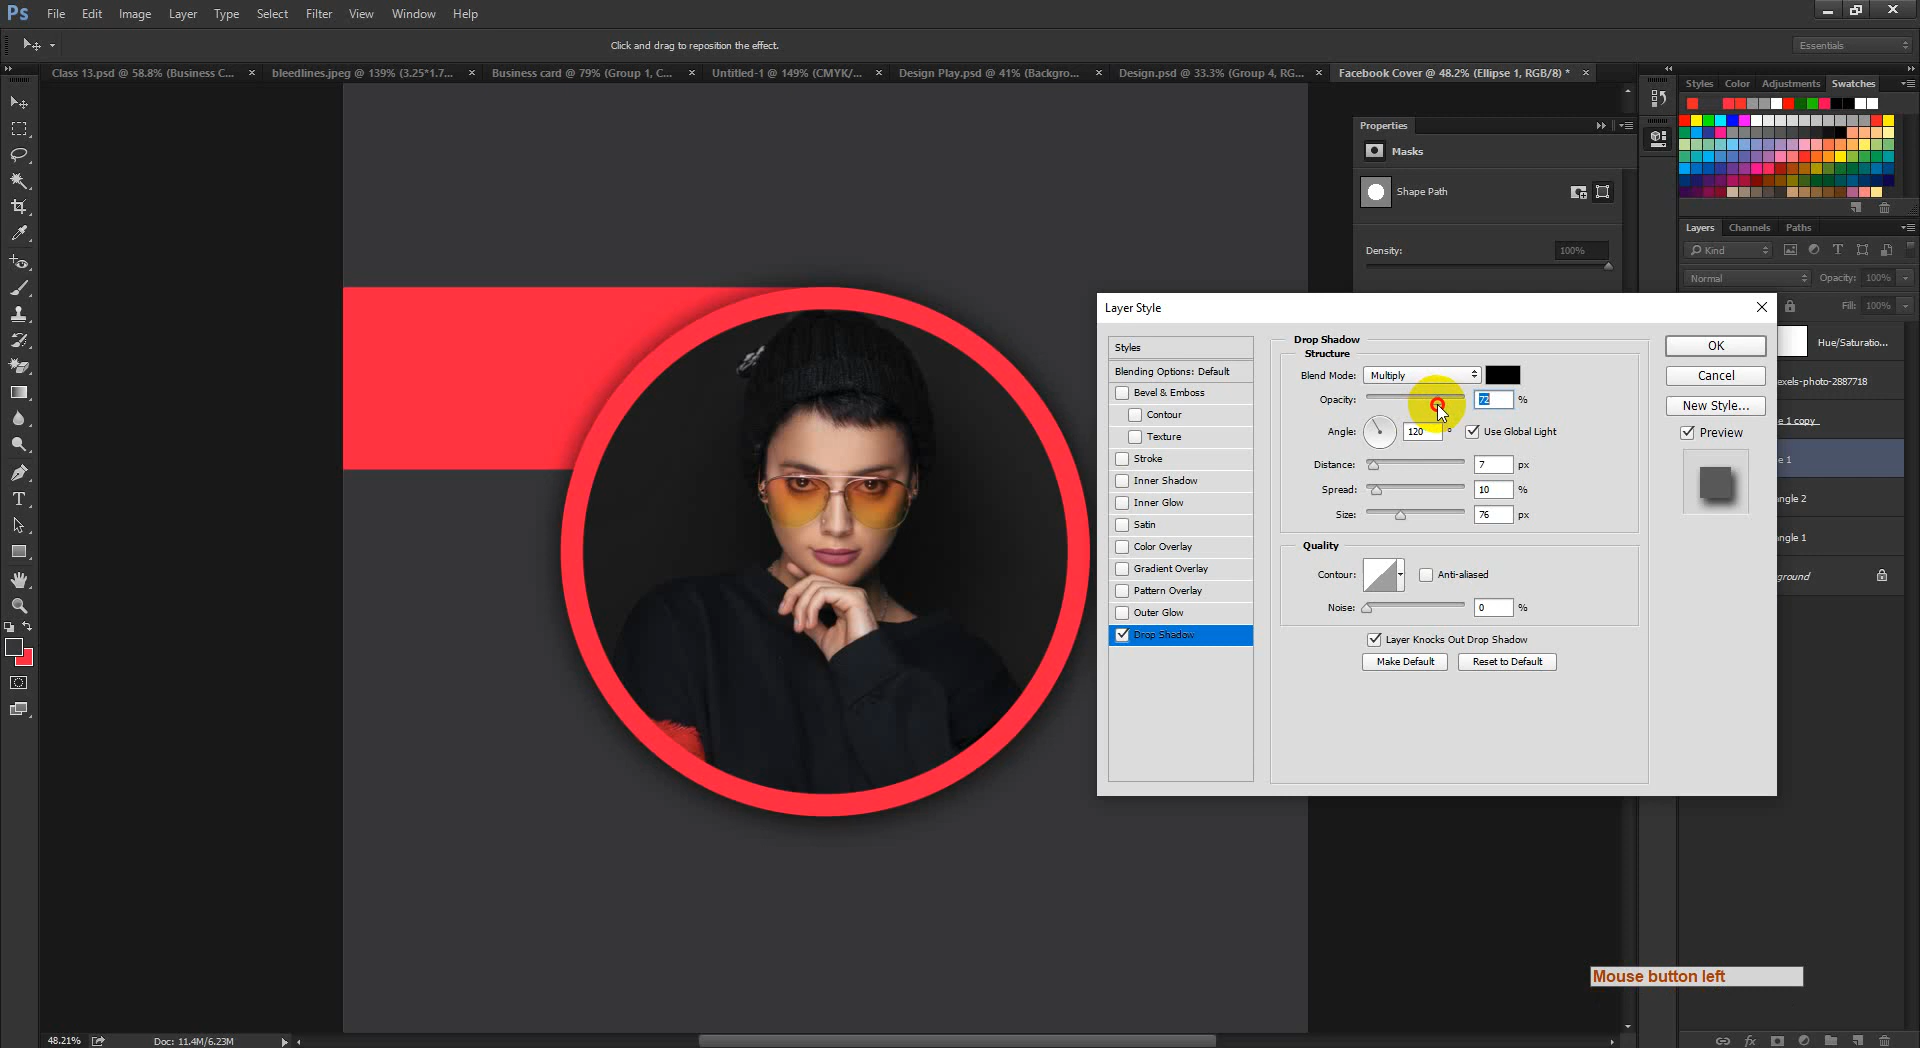 Ps File Edit Image Layer Type Select Filter View Window Help
Click and drag to reposition the effect.
Essentials
Class 13.psd @ 58.8% (Business C...
bleedlines.jpeg @ 139% (3.25*1.7...
Business card @ 79% (Group 1, C...
Untitled-1 @ 149% (CMYK/...
Design Play.psd @ 41% (Backgro...
Design.psd @ 33.3% (Group 4, RG...
Facebook Cover @ 48.2% (Ellipse 1, RGB/8) *
Styles Color Adjustments Swatches
Properties
Masks
Shape Path
Density: 100%
Layers Channels Paths
Kind
Normal Opacity: 100%
Fill: 100%
Hue/Saturatio...
exels-photo-2887718
e 1 copy
e 1
ngle 2
ngle 1
ground
Layer Style
Styles
Blending Options: Default
Bevel & Emboss
Contour
Texture
Stroke
Inner Shadow
Inner Glow
Satin
Color Overlay
Gradient Overlay
Pattern Overlay
Outer Glow
Drop Shadow
Drop Shadow
Structure
Blend Mode: Multiply
Opacity: 72 %
Angle: 120 ° Use Global Light
Distance: 7 px
Spread: 10 %
Size: 76 px
Quality
Contour: Anti-aliased
Noise: 0 %
Layer Knocks Out Drop Shadow
Make Default Reset to Default
OK
Cancel
New Style...
Preview
Mouse button left
48.21% Doc: 11.4M/6.23M
fx